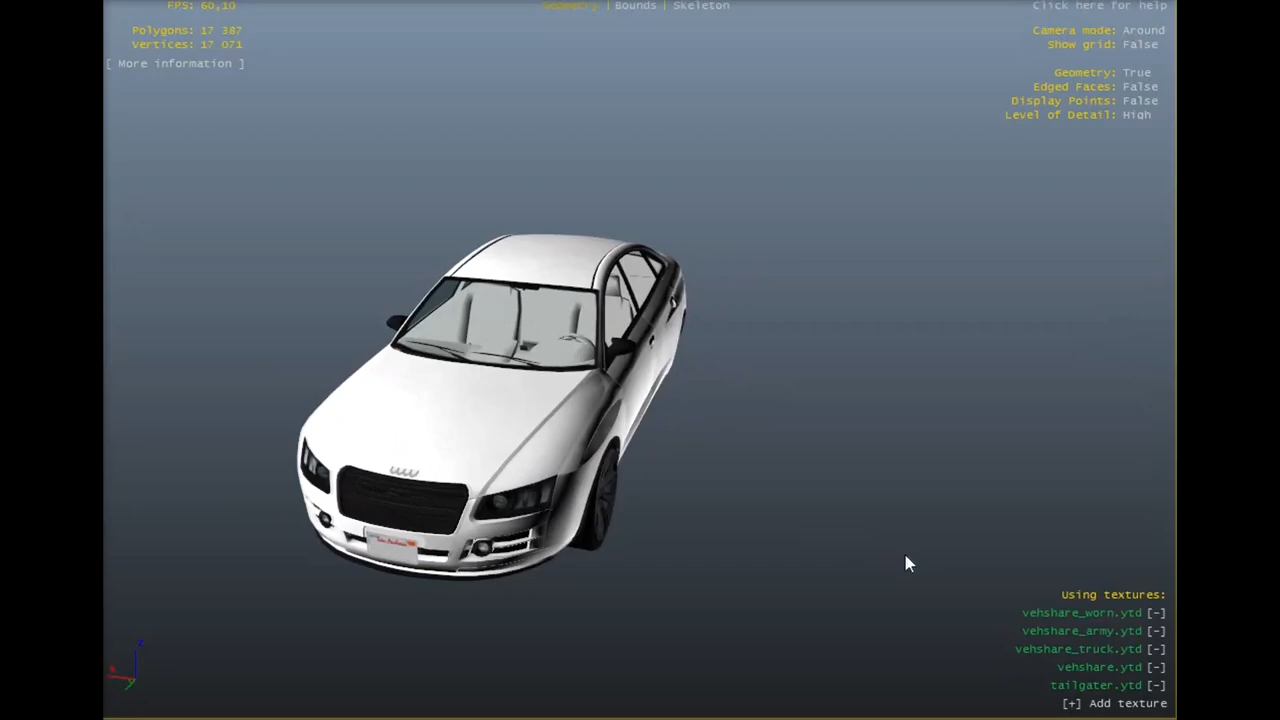 FPS: 60,10
Geometry | Bounds | Skeleton
Click here for help
Polygons: 17 387
Vertices: 17 071
[ More information ]
Camera mode: Around
Show grid: False
Geometry: True
Edged Faces: False
Display Points: False
Level of Detail: High
Using textures:
vehshare_worn.ytd [-]
vehshare_army.ytd [-]
vehshare_truck.ytd [-]
vehshare.ytd [-]
tailgater.ytd [-]
[+] Add texture